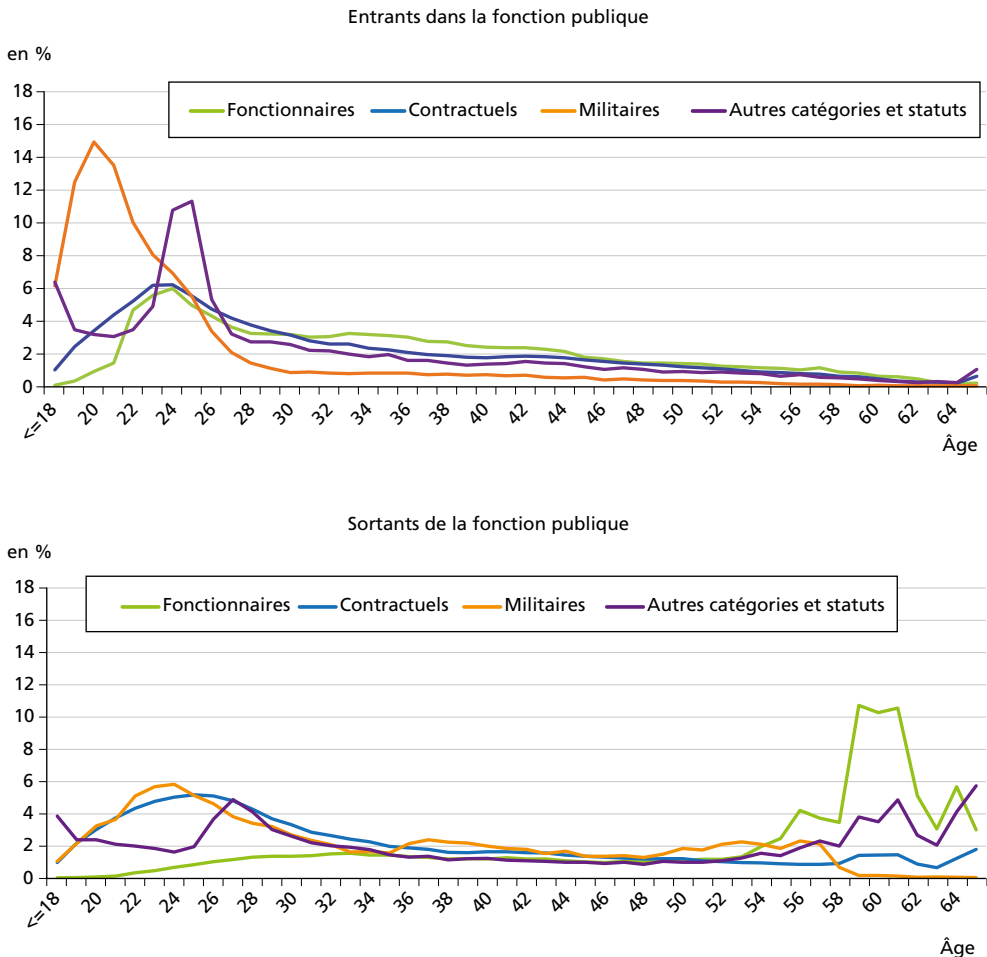 Entrants dans la fonction publique
en %
Fonctionnaires Contractuels Militaires Autres catégories et statuts
18
16
14
12
10
8
6
4
2
0
<=18 20 22 24 26 28 30 32 34 36 38 40 42 44 46 48 50 52 54 56 58 60 62 64
Âge
Sortants de la fonction publique
en %
Fonctionnaires Contractuels Militaires Autres catégories et statuts
18
16
14
12
10
8
6
4
2
0
<=18 20 22 24 26 28 30 32 34 36 38 40 42 44 46 48 50 52 54 56 58 60 62 64
Âge